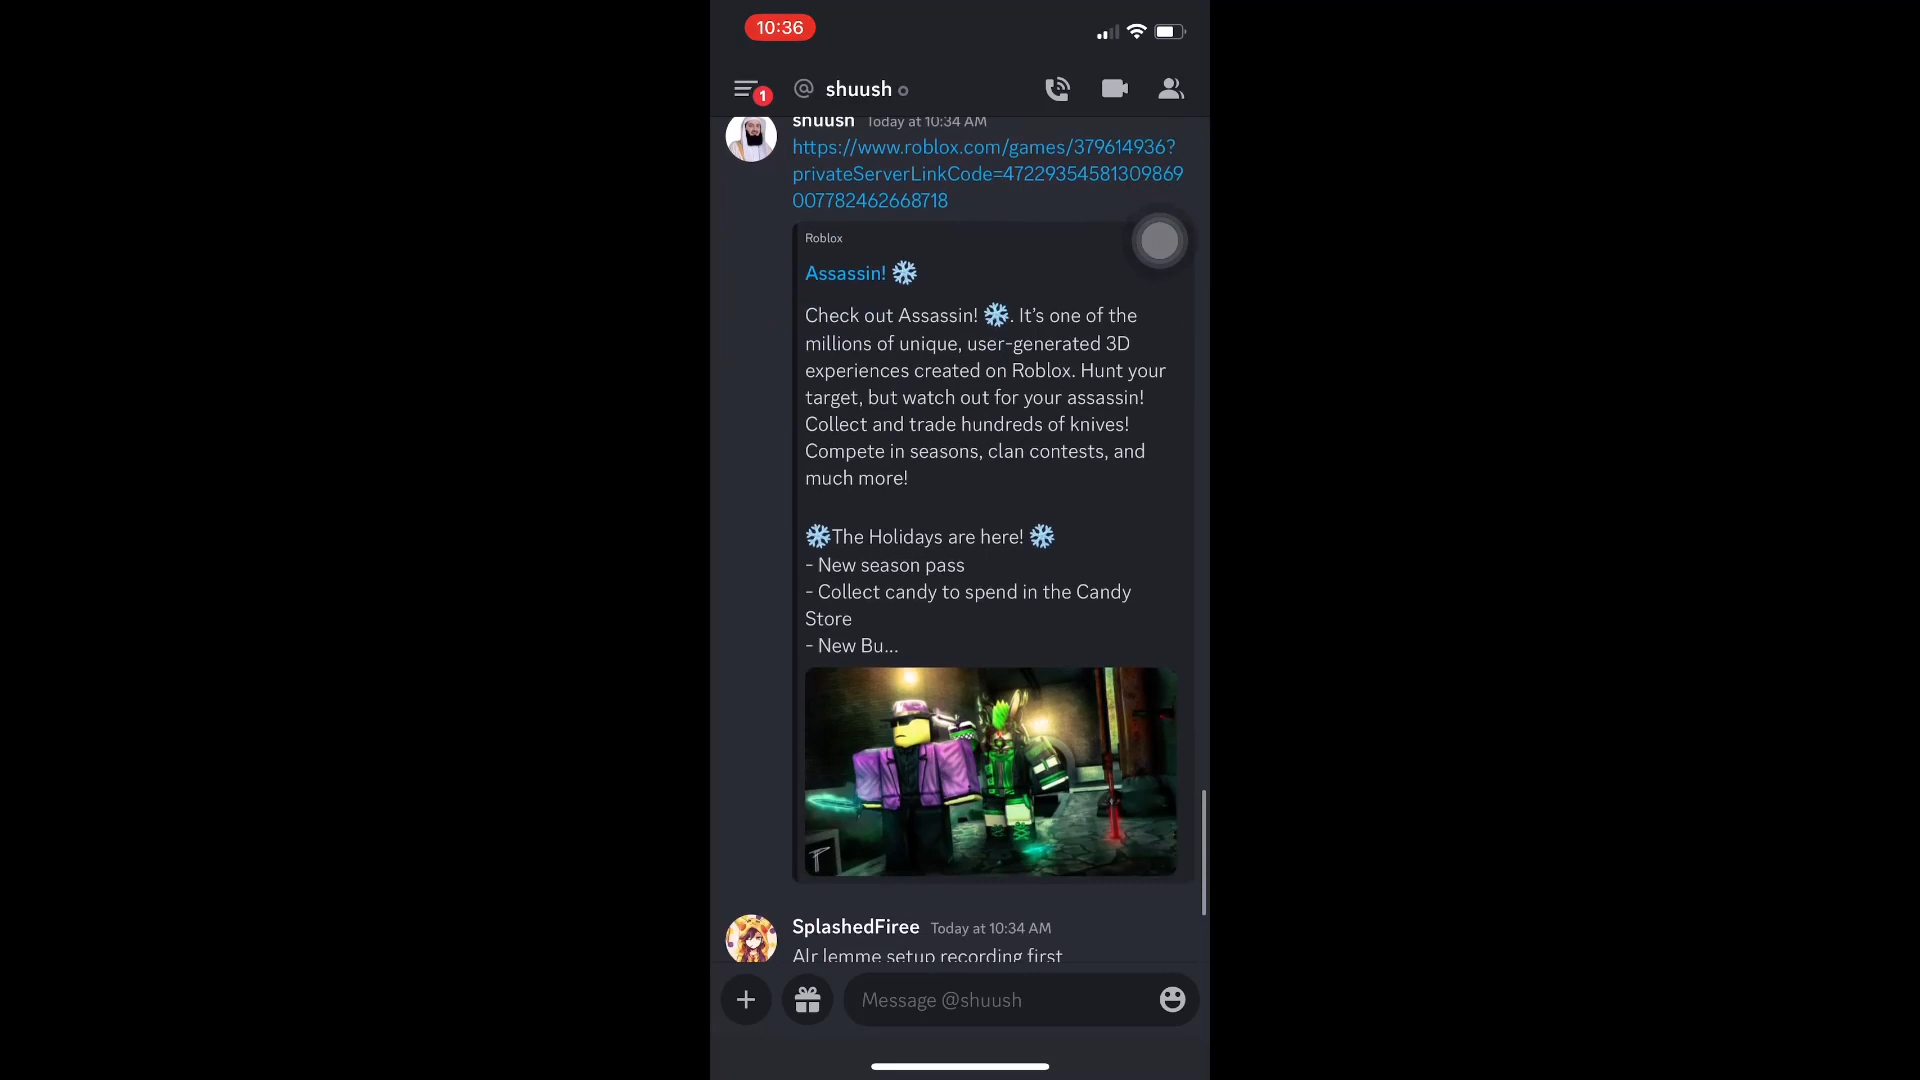 10:36
1
@ shuush
shuush Today at 10:34 AM
https://www.roblox.com/games/379614936?
privateServerLinkCode=47229354581309869
007782462668718
Roblox
Assassin! ❄
Check out Assassin! ❄. It's one of the
millions of unique, user-generated 3D
experiences created on Roblox. Hunt your
target, but watch out for your assassin!
Collect and trade hundreds of knives!
Compete in seasons, clan contests, and
much more!
❄The Holidays are here! ❄
- New season pass
- Collect candy to spend in the Candy
Store
- New Bu...
SplashedFiree Today at 10:34 AM
Alr lemme setup recording first
Message @shuush